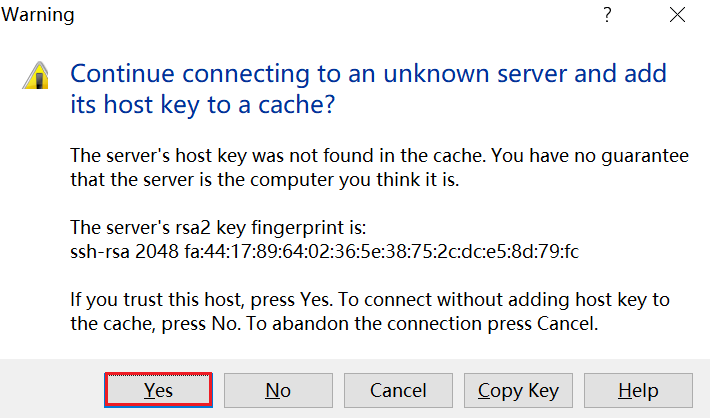 Warning
?
Continue connecting to an unknown server and add
its host key to a cache?
The server's host key was not found in the cache. You have no guarantee
that the server is the computer you think it is.
The server's rsa2 key fingerprint is:
ssh-rsa 2048 fa:44:17:89:64:02:36:5e:38:75:2c:dc:e5:8d:79:fc
If you trust this host, press Yes. To connect without adding host key to
the cache, press No. To abandon the connection press Cancel.
Yes No Cancel Copy Key Help